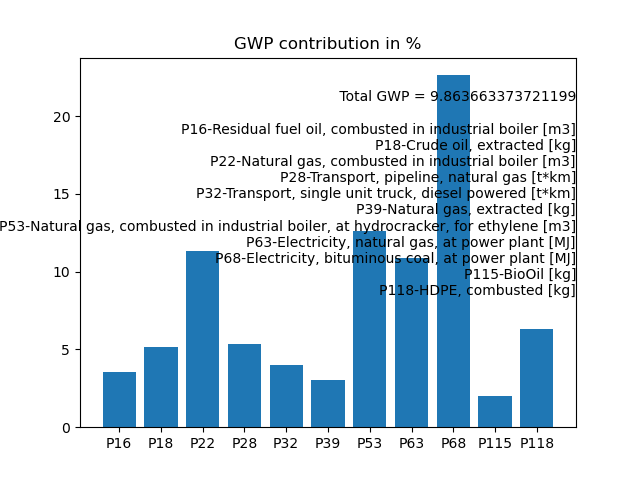 GWP contribution in %
Total GWP = 9.863663373721199
20
P16-Residual fuel oil, combusted in industrial boiler [m3]
P18-Crude oil, extracted [kg]
P22-Natural gas, combusted in industrial boiler [m3]
P28-Transport, pipeline, natural gas [t*km]
15
P32-Transport, single unit truck, diesel powered [t*km]
P39-Natural gas, extracted [kg]
P53-Natural gas, combusted in industrial boiler, at hydrocracker, for ethylene [m3]
P63-Electricity, natural gas, at power plant [MJ]
P68-Electricity, bituminous coal, at power plant [MJ]
10
P115-BioOil [kg]
P118-HDPE, combusted [kg]
5
0
P16 P18 P22 P28 P32 P39 P53 P63 P68 P115 P118